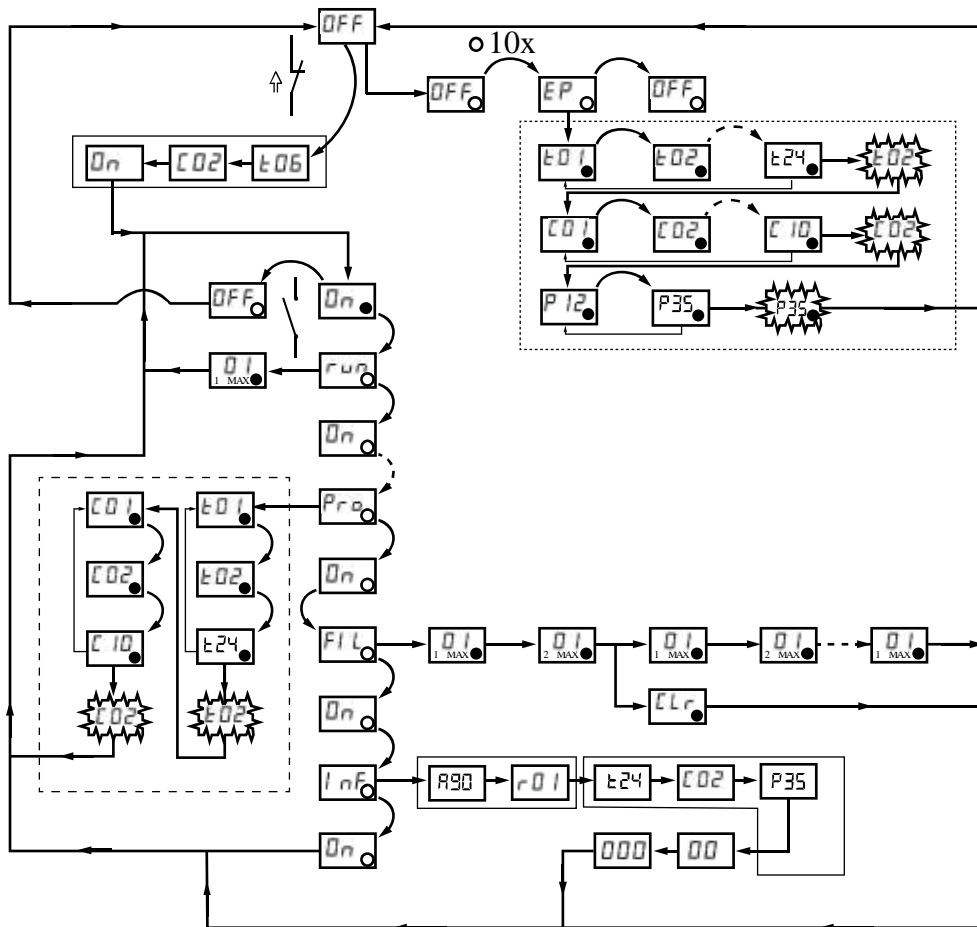 OFF
10x
OFF EP OFF
On C02 t06
t01 t02 t24 t02
C01 C02 C10 C02
OFF On
P12 P35 P35
01 run
1 MAX
On
C01 t01 Pro
C02 t02 On
C10 t24 FIL 01 01 01 01 01
1 MAX 2 MAX 1 MAX 2 MAX 1 MAX
C02 t02 On CLr
InF A90 r01 t24 C02 P35
On 000 00